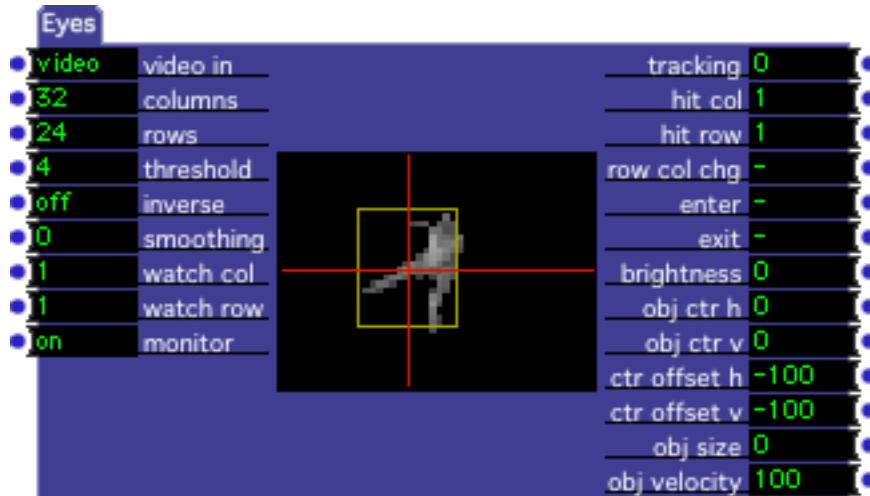 Eyes
video video in tracking 0
32 columns hit col 1
24 rows hit row 1
4 threshold row col chg -
off inverse enter -
0 smoothing exit -
1 watch col brightness 0
1 watch row obj ctr h 0
on monitor obj ctr v 0
ctr offset h -100
ctr offset v -100
obj size 0
obj velocity 100